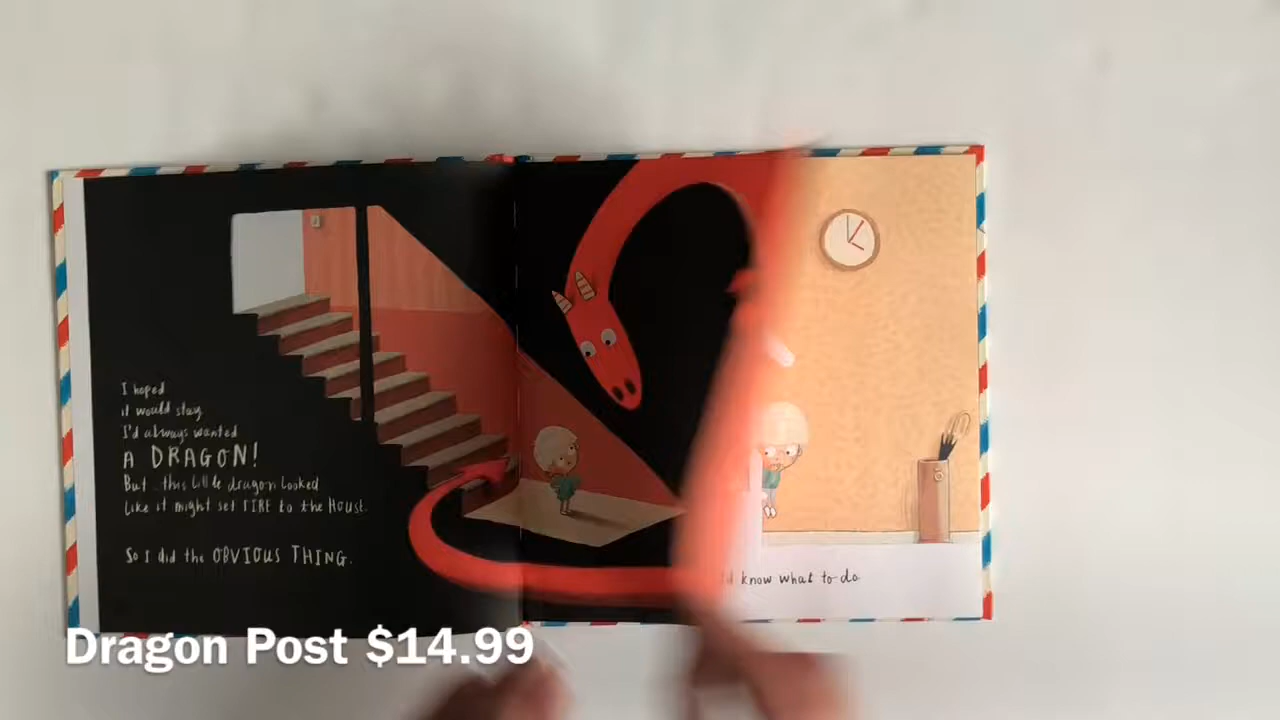 I hoped
it would stay.
I'd always wanted
A DRAGON!
But... this little dragon looked
like it might set FIRE to the HOUSE.
So I did the OBVIOUS THING.
know what to do
Dragon Post $14.99